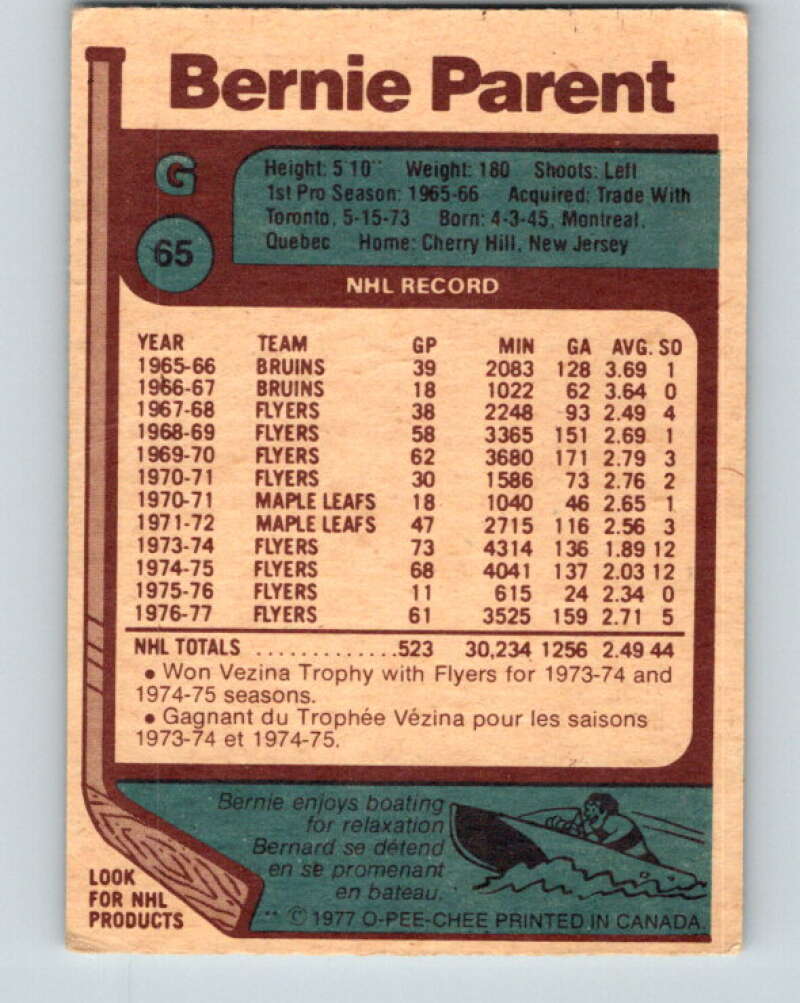 Bernie Parent
G
65
Height: 5'10" Weight: 180 Shoots: Left
1st Pro Season: 1965-66 Acquired: Trade With
Toronto, 5-15-73 Born: 4-3-45, Montreal,
Quebec Home: Cherry Hill, New Jersey
NHL RECORD
YEAR TEAM GP MIN GA AVG. SO
1965-66 BRUINS 39 2083 128 3.69 1
1966-67 BRUINS 18 1022 62 3.64 0
1967-68 FLYERS 38 2248 93 2.49 4
1968-69 FLYERS 58 3365 151 2.69 1
1969-70 FLYERS 62 3680 171 2.79 3
1970-71 FLYERS 30 1586 73 2.76 2
1970-71 MAPLE LEAFS 18 1040 46 2.65 1
1971-72 MAPLE LEAFS 47 2715 116 2.56 3
1973-74 FLYERS 73 4314 136 1.89 12
1974-75 FLYERS 68 4041 137 2.03 12
1975-76 FLYERS 11 615 24 2.34 0
1976-77 FLYERS 61 3525 159 2.71 5
NHL TOTALS .............523 30,234 1256 2.49 44
• Won Vezina Trophy with Flyers for 1973-74 and
1974-75 seasons.
• Gagnant du Trophée Vézina pour les saisons
1973-74 et 1974-75.
Bernie enjoys boating
for relaxation
Bernard se détend
en se promenant
en bateau.
LOOK
FOR NHL
PRODUCTS
** © 1977 O-PEE-CHEE PRINTED IN CANADA.